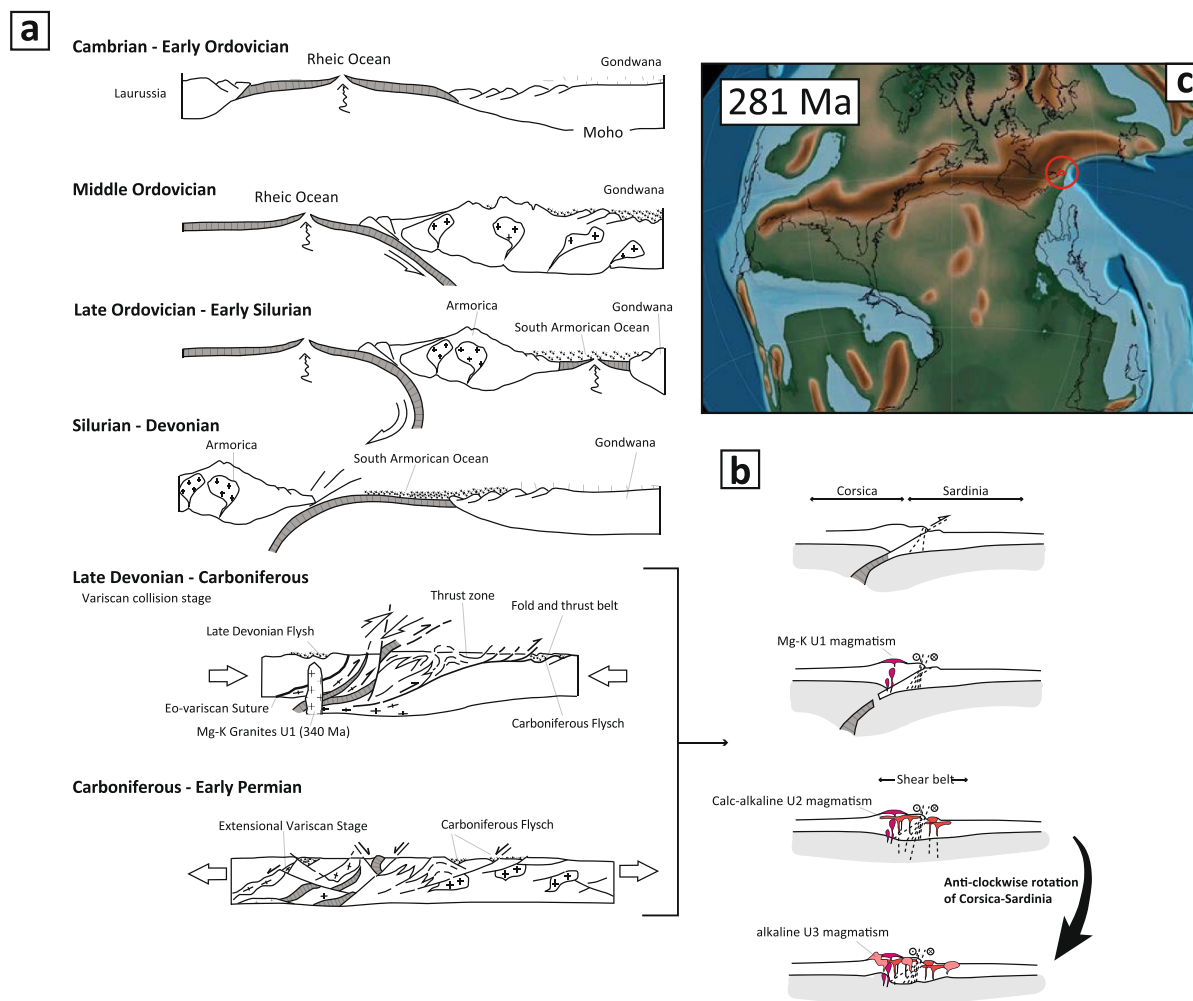 a
Cambrian - Early Ordovician
Rheic Ocean
Gondwana
Laurussia
Moho
Middle Ordovician
Rheic Ocean
Gondwana
Late Ordovician - Early Silurian
Armorica
Gondwana
South Armorican Ocean
Silurian - Devonian
Armorica
South Armorican Ocean
Gondwana
Late Devonian - Carboniferous
Variscan collision stage
Thrust zone
Fold and thrust belt
Late Devonian Flysh
Eo-variscan Suture
Mg-K Granites U1 (340 Ma)
Carboniferous Flysch
Carboniferous - Early Permian
Extensional Variscan Stage
Carboniferous Flysch
281 Ma
c
b
Corsica
Sardinia
Mg-K U1 magmatism
Shear belt
Calc-alkaline U2 magmatism
Anti-clockwise rotation
of Corsica-Sardinia
alkaline U3 magmatism